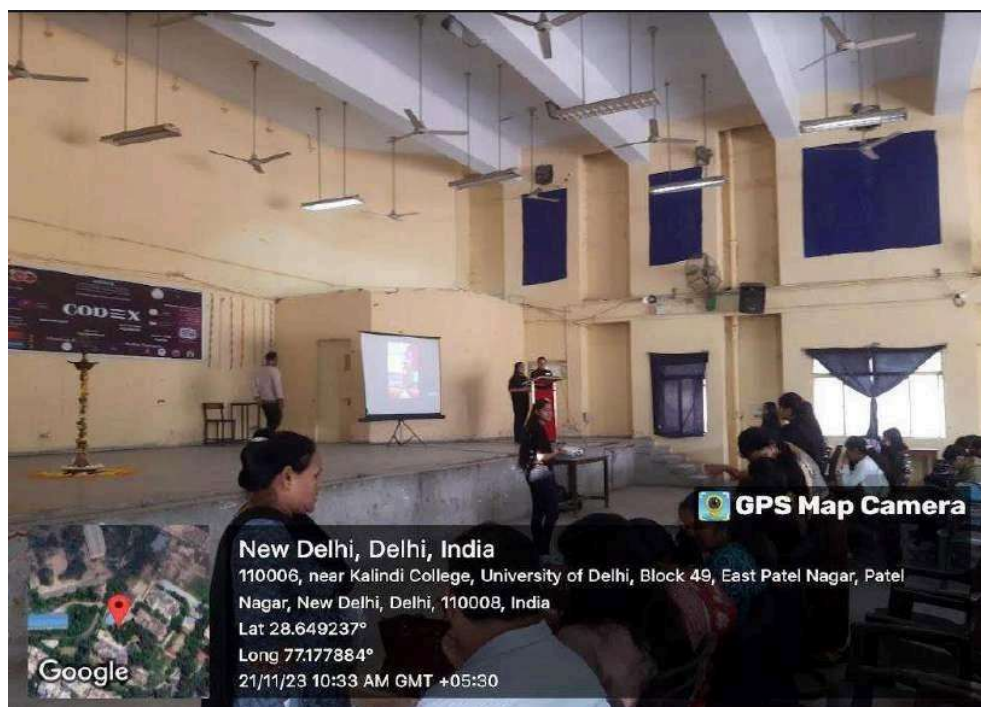 CODEX
GPS Map Camera
New Delhi, Delhi, India
110006, near Kalindi College, University of Delhi, Block 49, East Patel Nagar, Patel
Nagar, New Delhi, Delhi, 110008, India
Lat 28.649237°
Long 77.177884°
21/11/23 10:33 AM GMT +05:30
Google